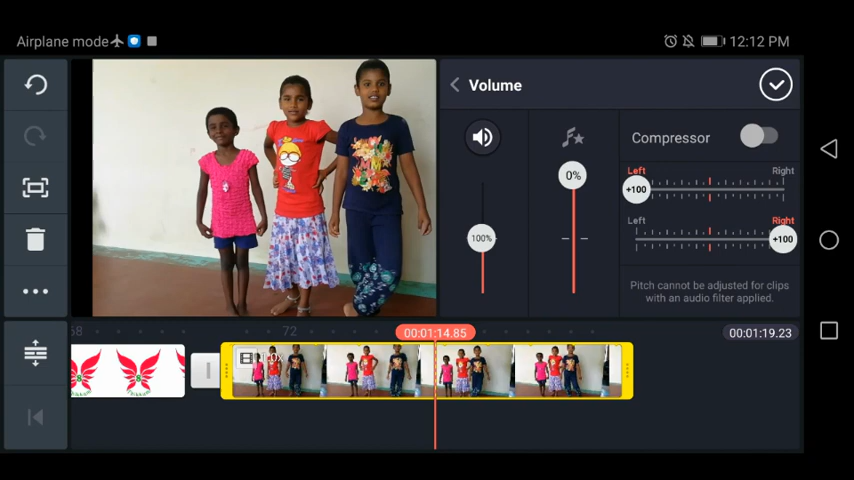 Airplane mode
12:12 PM
Volume
Compressor
0%
100%
Left Right
+100
Left Right
+100
Pitch cannot be adjusted for clips
with an audio filter applied.
72
00:01:14.85
00:01:19.23